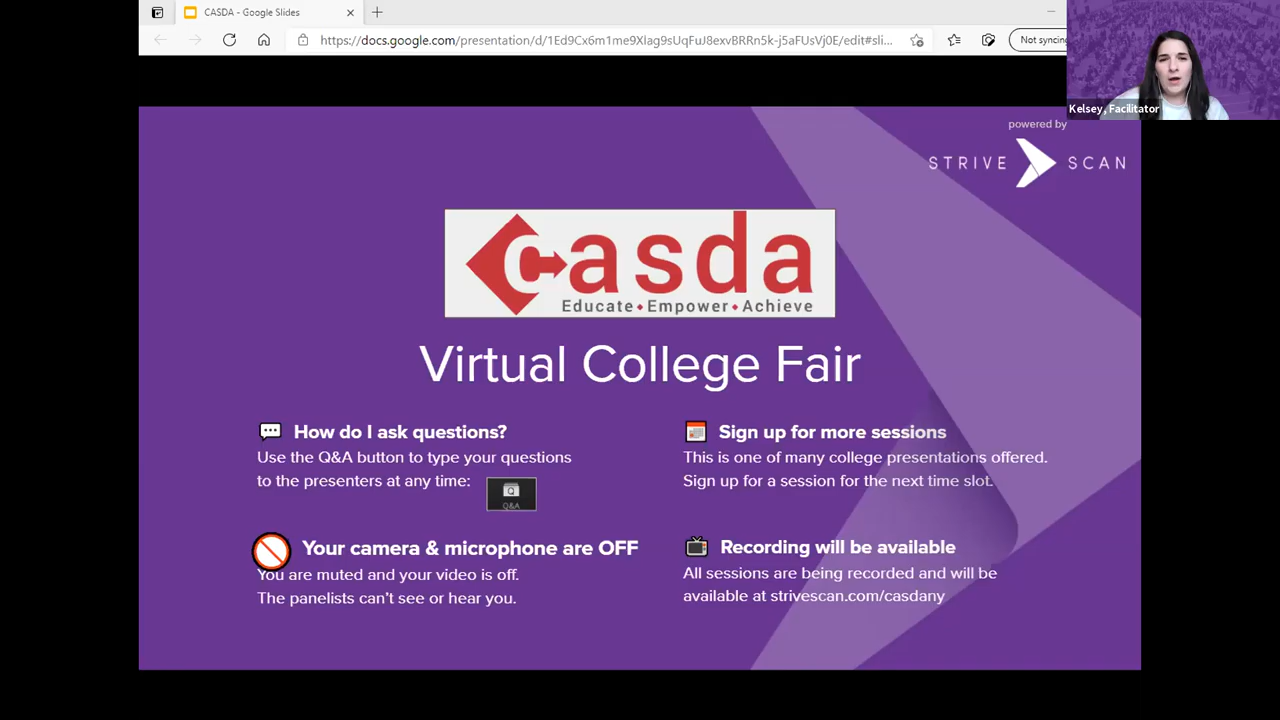 CASDA - Google Slides
https://docs.google.com/presentation/d/1Ed9Cx6m1me9XIag9sUqFuJ8exvBRRn5k-j5aFUsVj0E/edit#sli...
Not syncing
Kelsey, Facilitator
powered by
STRIVE SCAN
casda
Educate Empower Achieve
Virtual College Fair
How do I ask questions?
Use the Q&A button to type your questions
to the presenters at any time:
Q
Q&A
Sign up for more sessions
This is one of many college presentations offered.
Sign up for a session for the next time slot.
Your camera & microphone are OFF
You are muted and your video is off.
The panelists can't see or hear you.
Recording will be available
All sessions are being recorded and will be
available at strivescan.com/casdany